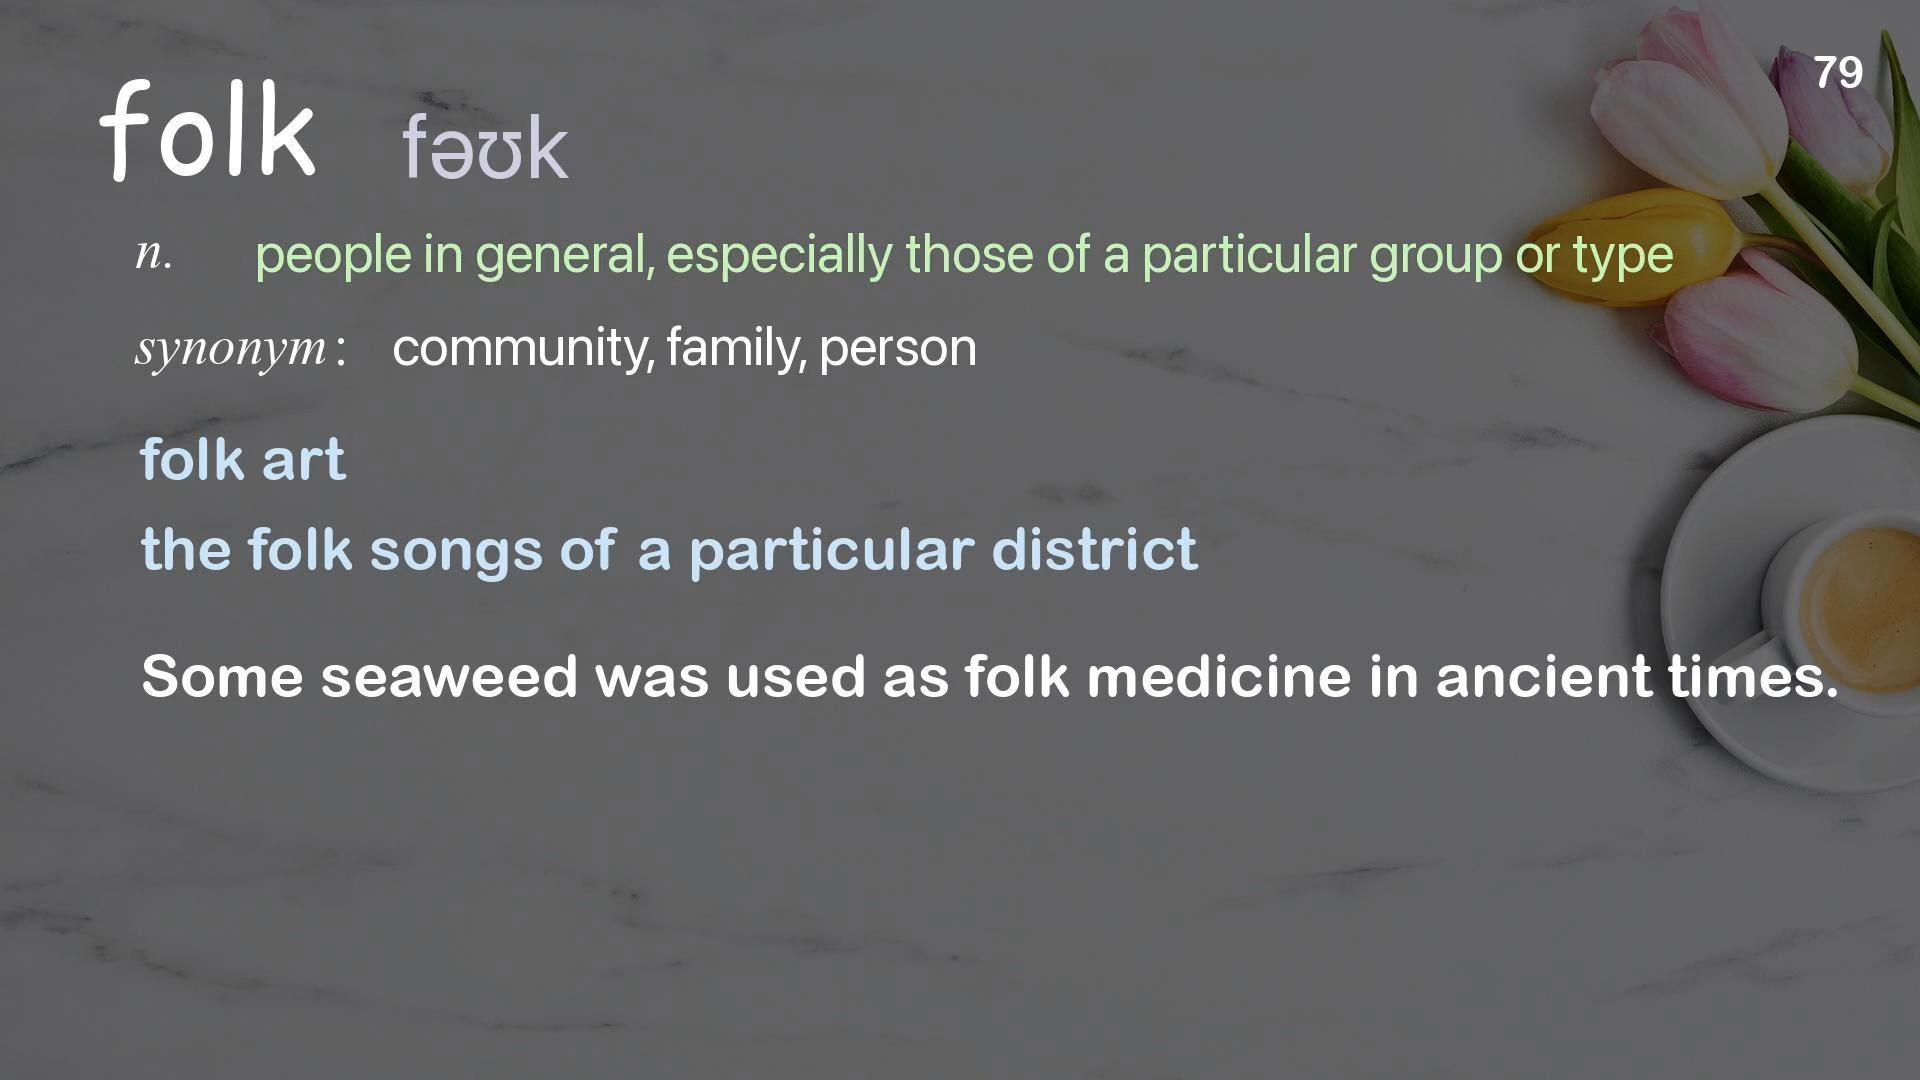 79
folk fəʊk
n. people in general, especially those of a particular group or type
synonym: community, family, person
folk art
the folk songs of a particular district
Some seaweed was used as folk medicine in ancient times.